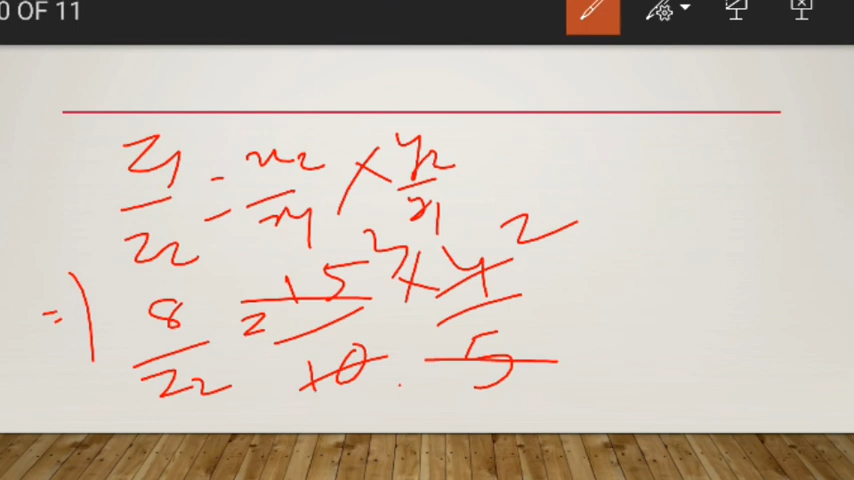 0 OF 11
z1/z2 = x2/x1 × y2/y1
⇒ 8/z2 15/10 3 × 4/5 2
2